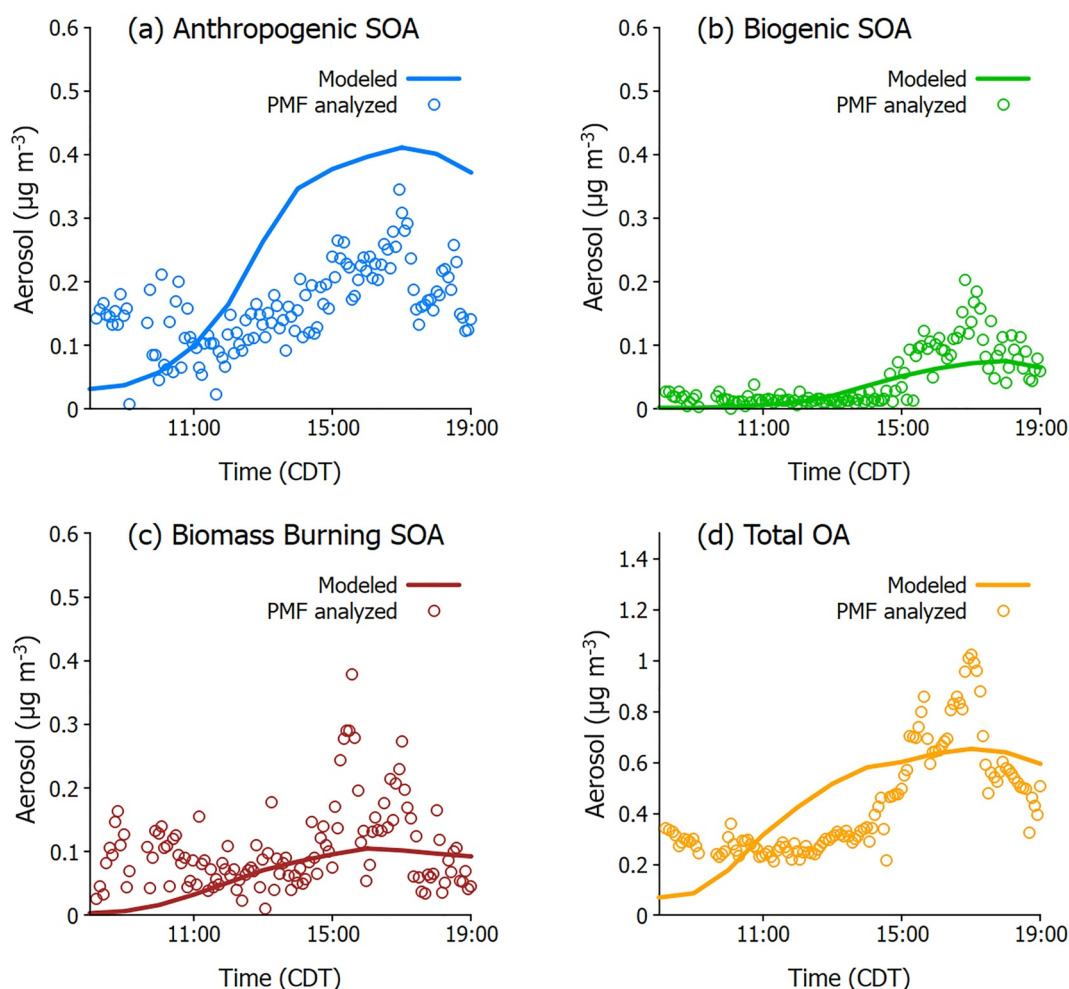 (a) Anthropogenic SOA
Modeled
PMF analyzed
0.6
0.5
0.4
0.3
0.2
0.1
0
Aerosol (µg m-3)
11:00 15:00 19:00
Time (CDT)
(b) Biogenic SOA
Modeled
PMF analyzed
0.6
0.5
0.4
0.3
0.2
0.1
0
Aerosol (µg m-3)
11:00 15:00 19:00
Time (CDT)
(c) Biomass Burning SOA
Modeled
PMF analyzed
0.6
0.5
0.4
0.3
0.2
0.1
0
Aerosol (µg m-3)
11:00 15:00 19:00
Time (CDT)
(d) Total OA
Modeled
PMF analyzed
1.4
1.2
1
0.8
0.6
0.4
0.2
0
Aerosol (µg m-3)
11:00 15:00 19:00
Time (CDT)